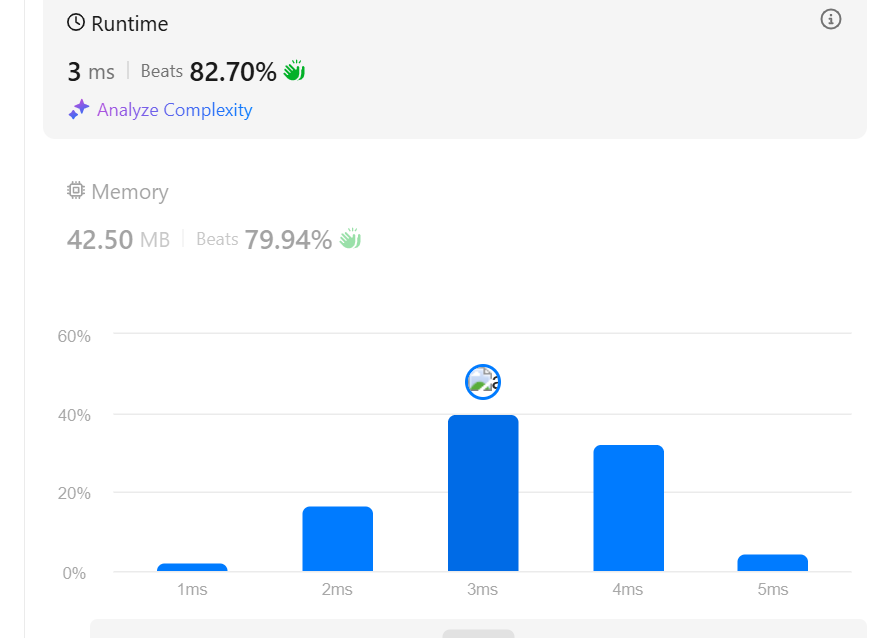 Runtime
3 ms | Beats 82.70%
Analyze Complexity
Memory
42.50 MB | Beats 79.94%
60%
40%
20%
0%
1ms 2ms 3ms 4ms 5ms